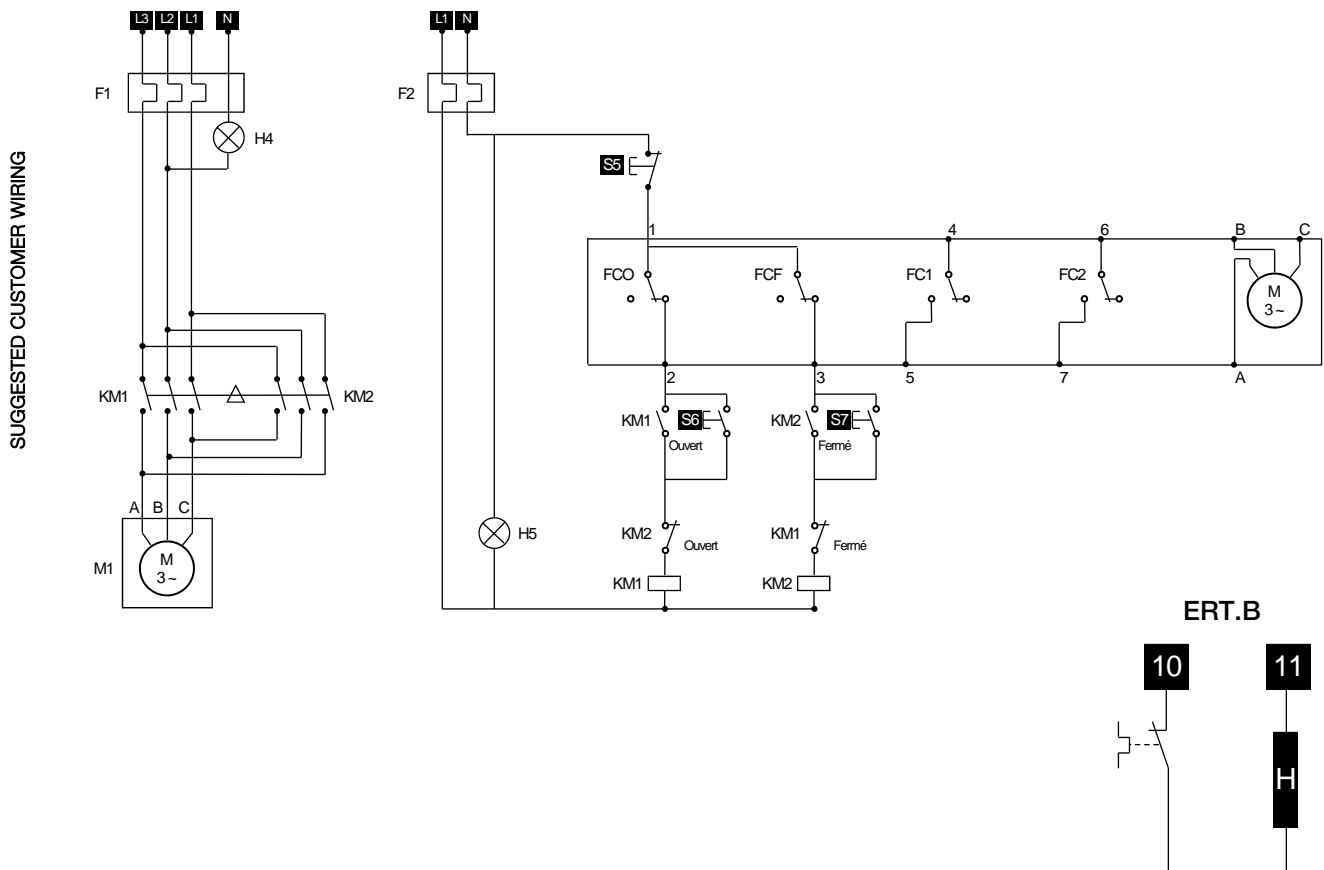 SUGGESTED CUSTOMER WIRING
L3 L2 L1 N
L1 N
F1
F2
H4
S5
1 4 6 B C
FCO FCF FC1 FC2
M
3~
KM1 KM2
2 3 5 7 A
KM1 S6 KM2 S7
Ouvert Fermé
A B C
M1
M
3~
H5
KM2 Ouvert KM1 Fermé
KM1 KM2
ERT.B
10 11
H